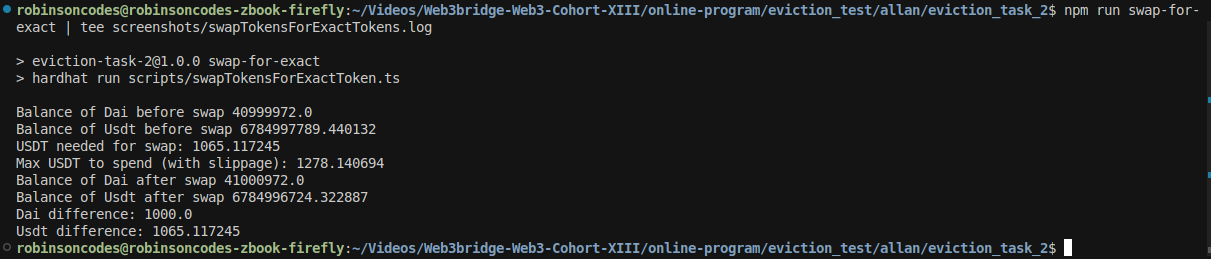 robinsoncodes@robinsoncodes-zbook-firefly:~/Videos/Web3bridge-Web3-Cohort-XIII/online-program/eviction_test/allan/eviction_task_2$ npm run swap-for-
exact | tee screenshots/swapTokensForExactTokens.log
> eviction-task-2@1.0.0 swap-for-exact
> hardhat run scripts/swapTokensForExactToken.ts
Balance of Dai before swap 40999972.0
Balance of Usdt before swap 6784997789.440132
USDT needed for swap: 1065.117245
Max USDT to spend (with slippage): 1278.140694
Balance of Dai after swap 41000972.0
Balance of Usdt after swap 6784996724.322887
Dai difference: 1000.0
Usdt difference: 1065.117245
robinsoncodes@robinsoncodes-zbook-firefly:~/Videos/Web3bridge-Web3-Cohort-XIII/online-program/eviction_test/allan/eviction_task_2$